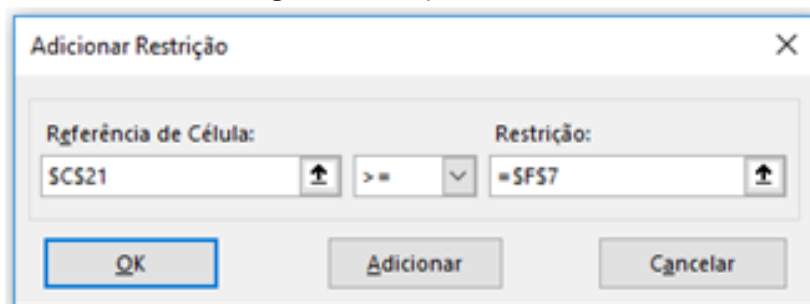 Adicionar Restrição
Referência de Célula: Restrição:
$C$21 >= =$F$7
OK Adicionar Cancelar